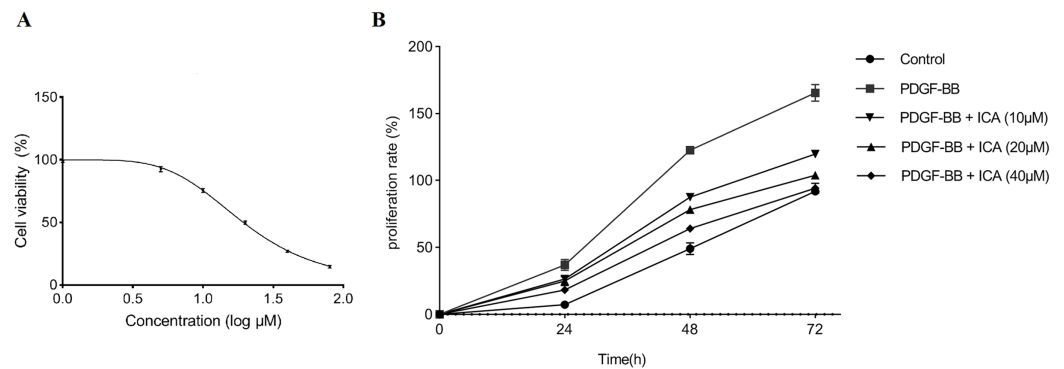 A
B
Cell viability (%)
150
100
50
0
0.0
0.5
1.0
1.5
2.0
Concentration (log µM)
proliferation rate (%)
200
150
100
50
0
0
24
48
72
Time(h)
Control
PDGF-BB
PDGF-BB + ICA (10µM)
PDGF-BB + ICA (20µM)
PDGF-BB + ICA (40µM)